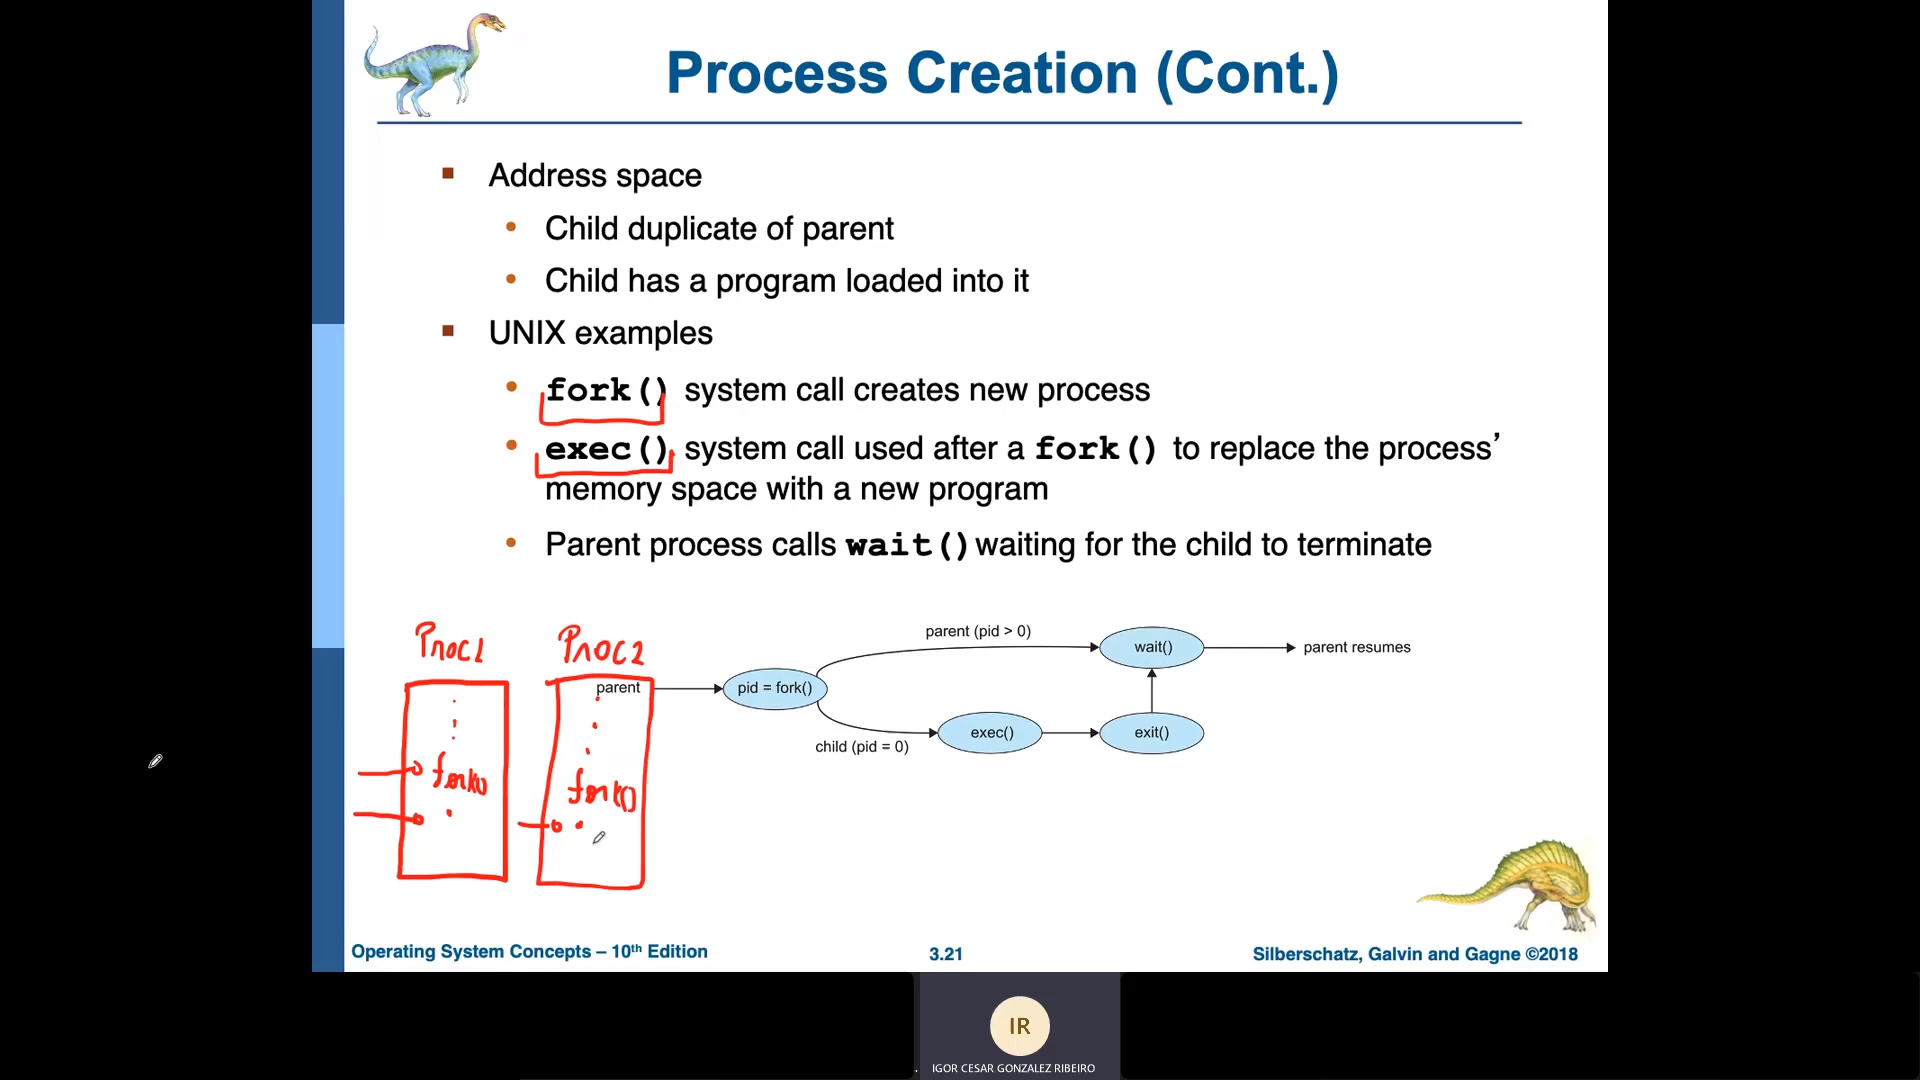 Process Creation (Cont.)
Address space
Child duplicate of parent
Child has a program loaded into it
UNIX examples
fork() system call creates new process
exec() system call used after a fork() to replace the process’
memory space with a new program
Parent process calls wait() waiting for the child to terminate
Proc1
Proc2
parent
pid = fork()
parent (pid > 0)
wait()
parent resumes
child (pid = 0)
exec()
exit()
fork()
fork()
Operating System Concepts – 10th Edition
3.21
Silberschatz, Galvin and Gagne ©2018
IR
IGOR CESAR GONZALEZ RIBEIRO